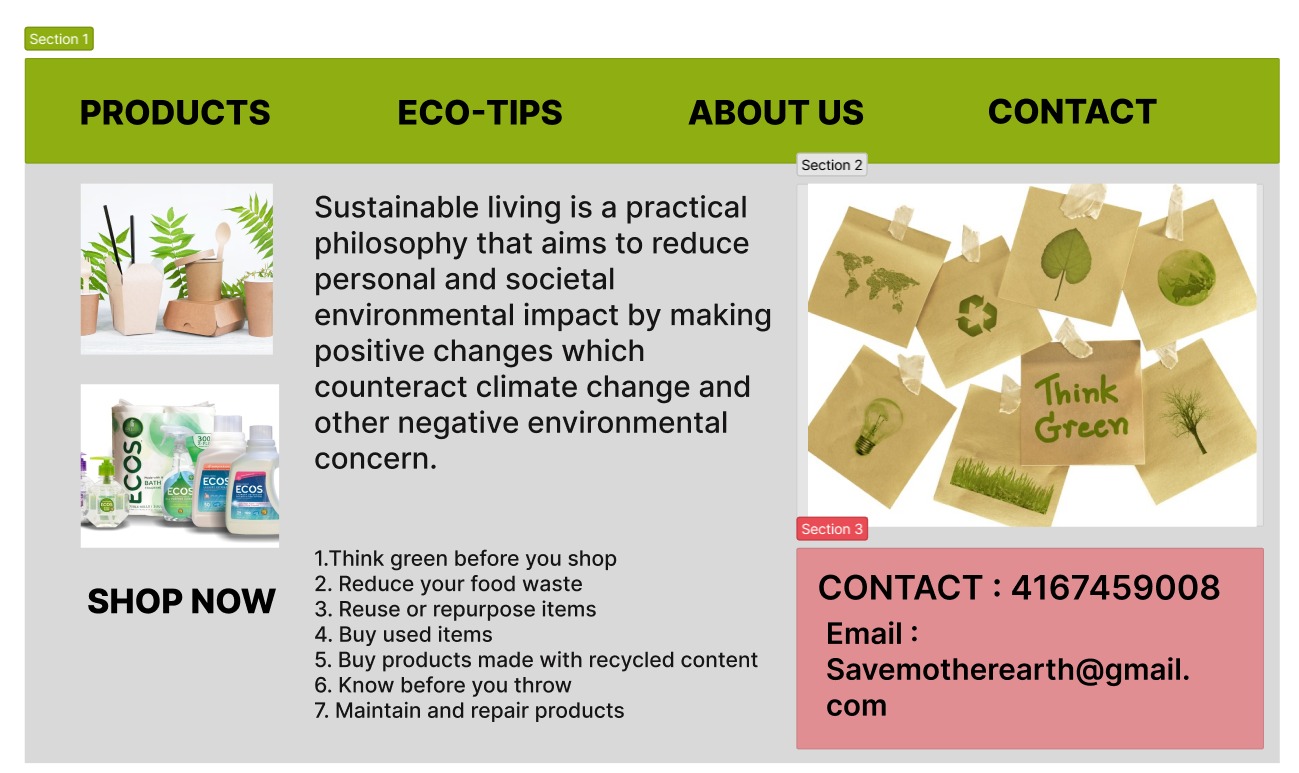 Section 1
PRODUCTS
ECO-TIPS
ABOUT US
CONTACT
Section 2
Sustainable living is a practical
philosophy that aims to reduce
personal and societal
environmental impact by making
positive changes which
counteract climate change and
other negative environmental
concern.
1.Think green before you shop
2. Reduce your food waste
3. Reuse or repurpose items
4. Buy used items
5. Buy products made with recycled content
6. Know before you throw
7. Maintain and repair products
ECOS
300
BATH
ECOS
ECOS
ECOS
SHOP NOW
Think
Green
Section 3
CONTACT : 4167459008
Email :
Savemotherearth@gmail.
com